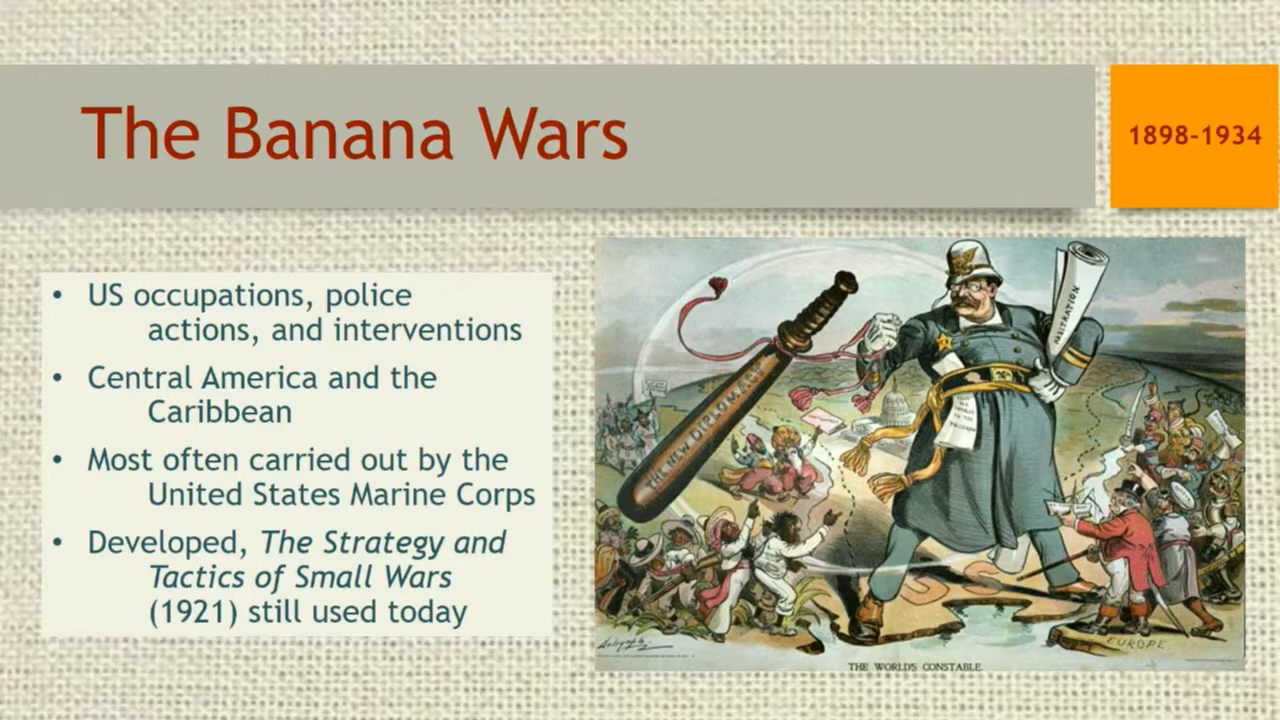 The Banana Wars
1898-1934
• US occupations, police
actions, and interventions
• Central America and the
Caribbean
• Most often carried out by the
United States Marine Corps
• Developed, The Strategy and
Tactics of Small Wars
(1921) still used today
THE NEW DIPLOMACY
ARBITRATION
EUROPE
THE WORLD'S CONSTABLE.